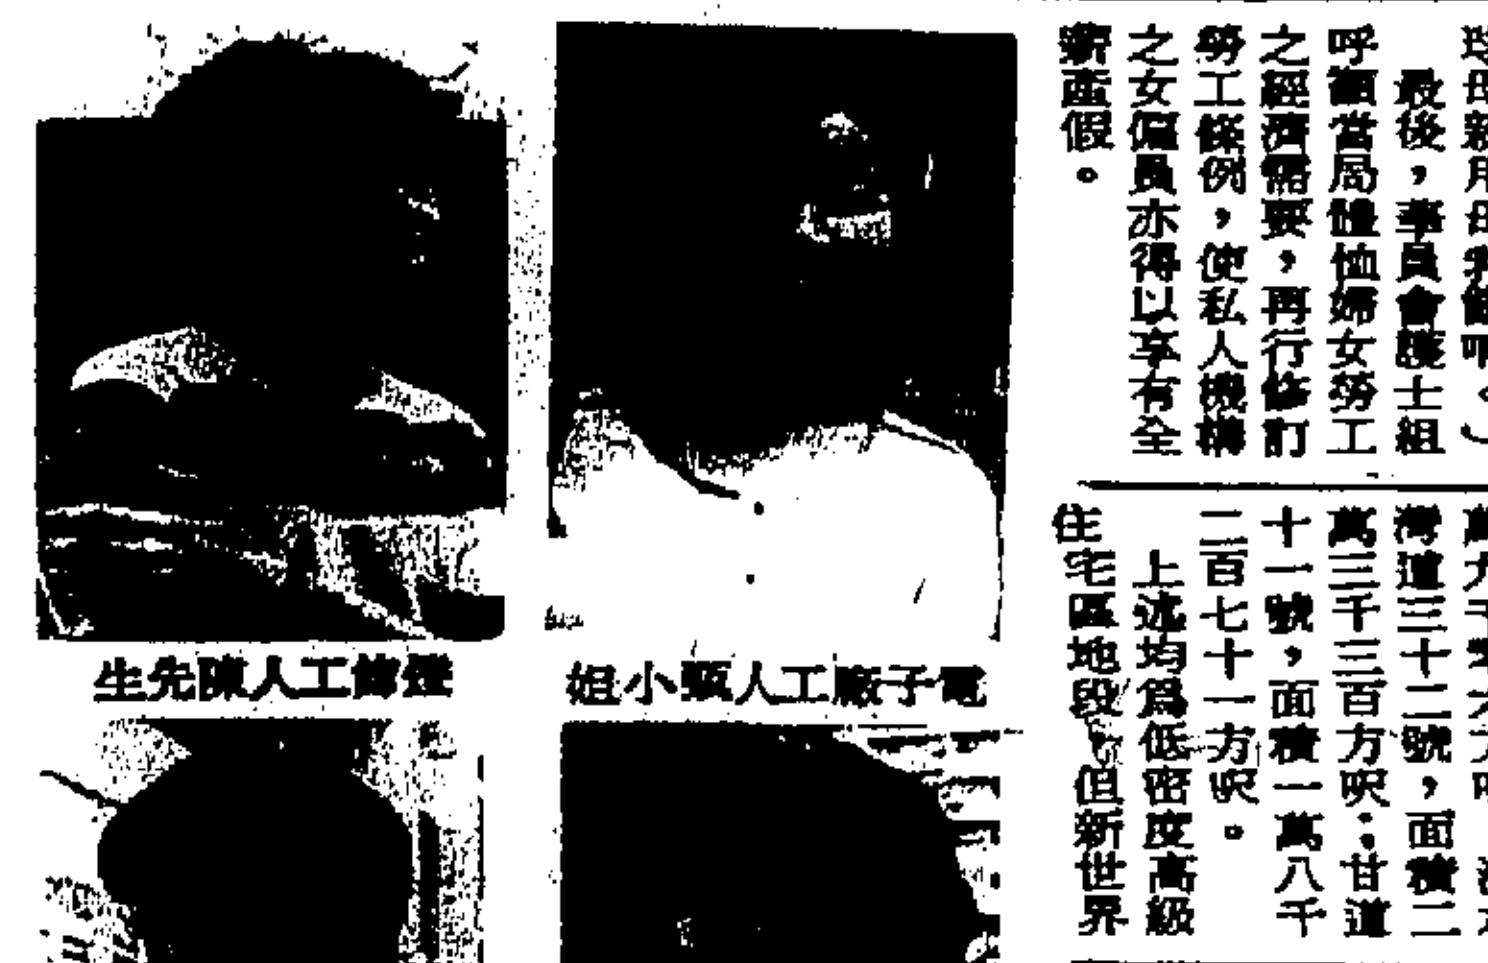 最後，華員會護士組
呼籲當局體恤婦女勞工
之經濟需要，再行修訂
勞工條例，使私人機構
之女僱員亦得以享有全
薪產假。
灣道三十二號，面積二
萬三千三百方呎；甘道
十一號，面積一萬八千
二百七十一方呎。
上述均爲低密度高級
住宅區地段，但新世界
燈飾工人陳先生
電子廠工人甄小姐